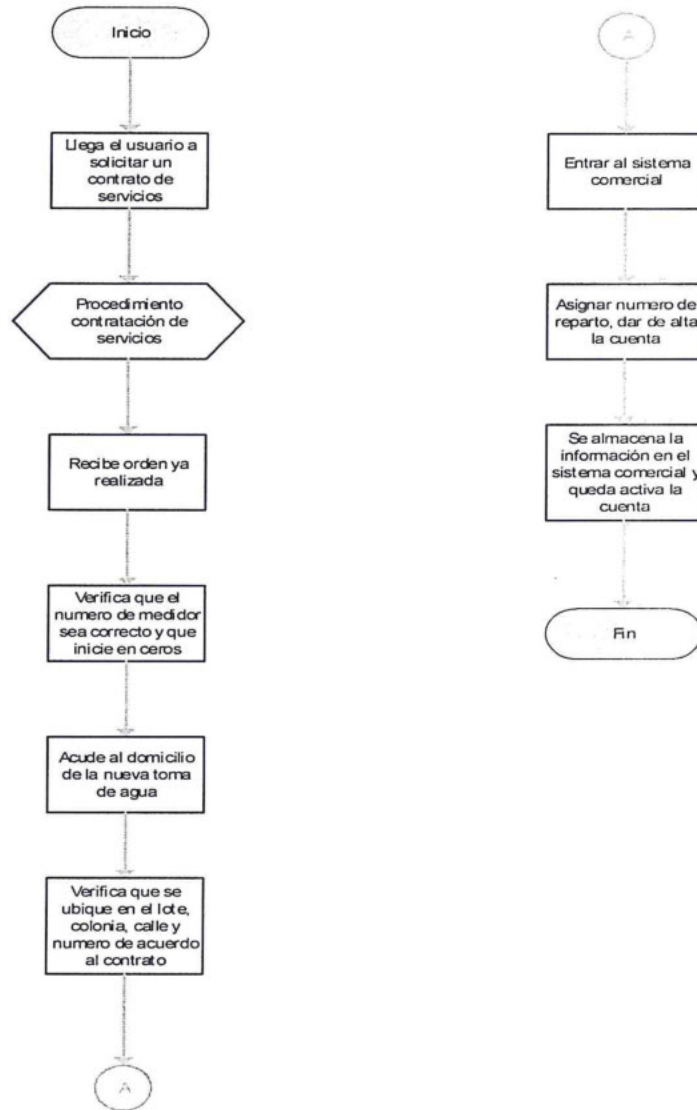 Inicio
Llega el usuario a
solicitar un
contrato de
servicios
Procedimiento
contratación de
servicios
Recibe orden ya
realizada
Verifica que el
numero de medidor
sea correcto y que
inicie en ceros
Acude al domicilio
de la nueva toma
de agua
Verifica que se
ubique en el lote,
colonia, calle y
numero de acuerdo
al contrato
A
A
Entrar al sistema
comercial
Asignar numero de
reparto, dar de alta
la cuenta
Se almacena la
información en el
sistema comercial y
queda activa la
cuenta
Fin